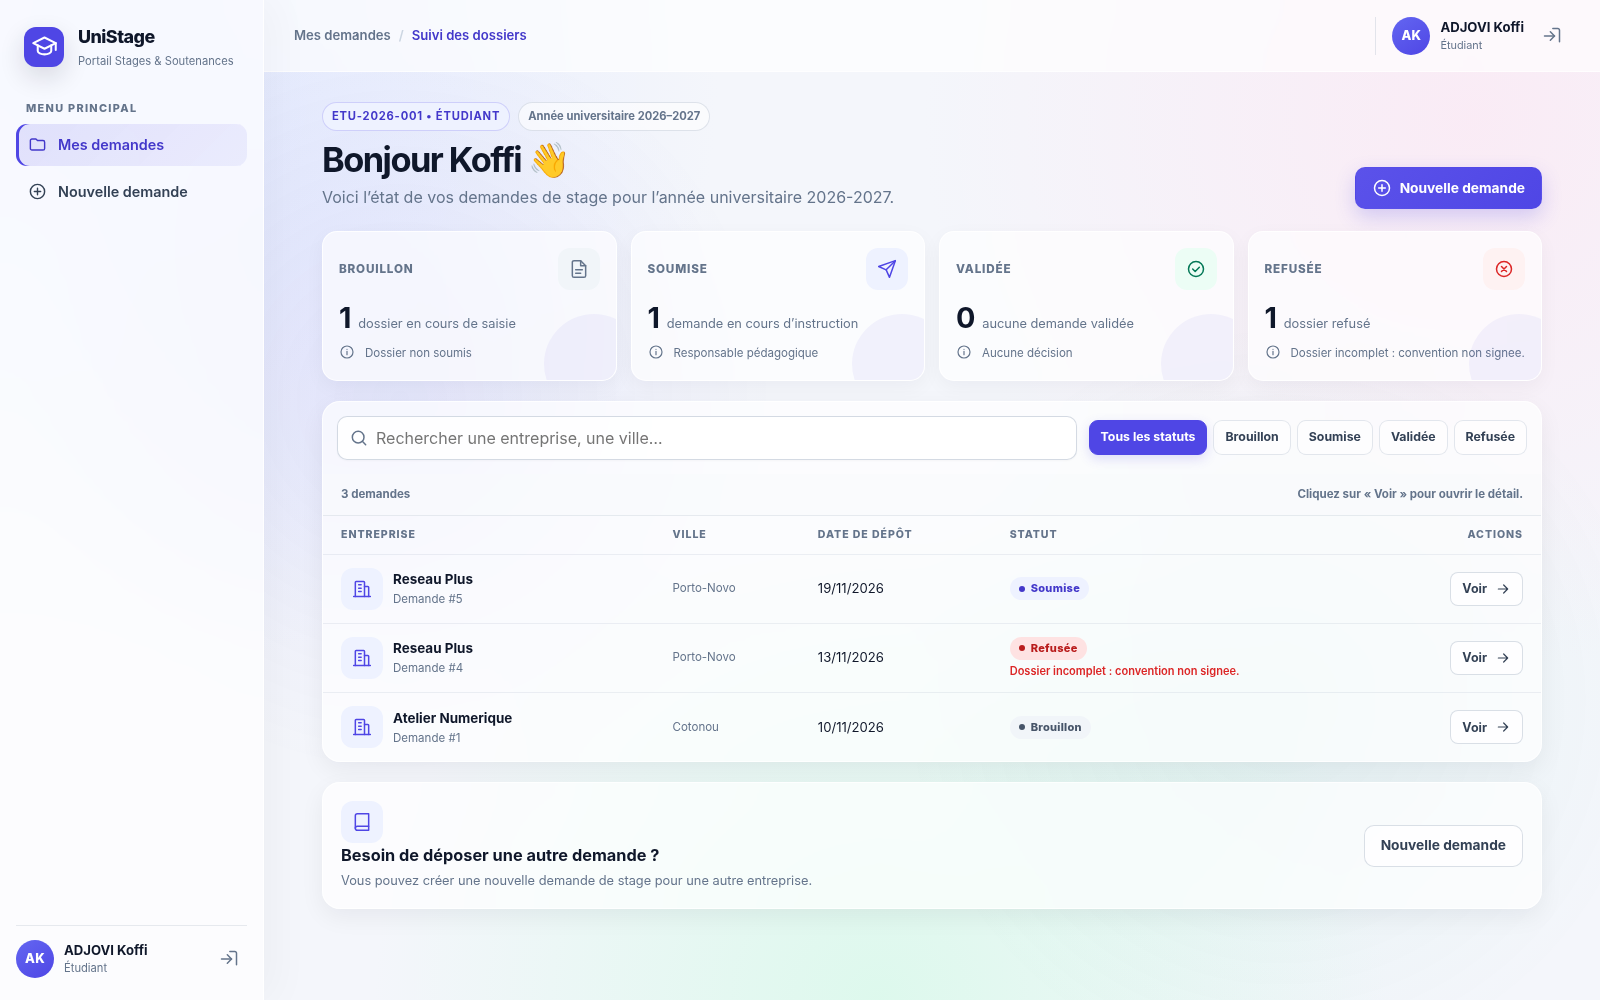 UniStage
Portail Stages & Soutenances
MENU PRINCIPAL
Mes demandes
Nouvelle demande
AK
ADJOVI Koffi
Étudiant
Mes demandes / Suivi des dossiers
AK
ADJOVI Koffi
Étudiant
ETU-2026-001 • ÉTUDIANT
Année universitaire 2026–2027
Bonjour Koffi 👋
Voici l’état de vos demandes de stage pour l’année universitaire 2026-2027.
Nouvelle demande
BROUILLON
1 dossier en cours de saisie
Dossier non soumis
SOUMISE
1 demande en cours d’instruction
Responsable pédagogique
VALIDÉE
0 aucune demande validée
Aucune décision
REFUSÉE
1 dossier refusé
Dossier incomplet : convention non signee.
Rechercher une entreprise, une ville...
Tous les statuts
Brouillon
Soumise
Validée
Refusée
3 demandes
Cliquez sur « Voir » pour ouvrir le détail.
ENTREPRISE VILLE DATE DE DÉPÔT STATUT ACTIONS
Reseau Plus
Demande #5
Porto-Novo
19/11/2026
Soumise
Voir
Reseau Plus
Demande #4
Porto-Novo
13/11/2026
Refusée
Dossier incomplet : convention non signee.
Voir
Atelier Numerique
Demande #1
Cotonou
10/11/2026
Brouillon
Voir
Besoin de déposer une autre demande ?
Vous pouvez créer une nouvelle demande de stage pour une autre entreprise.
Nouvelle demande